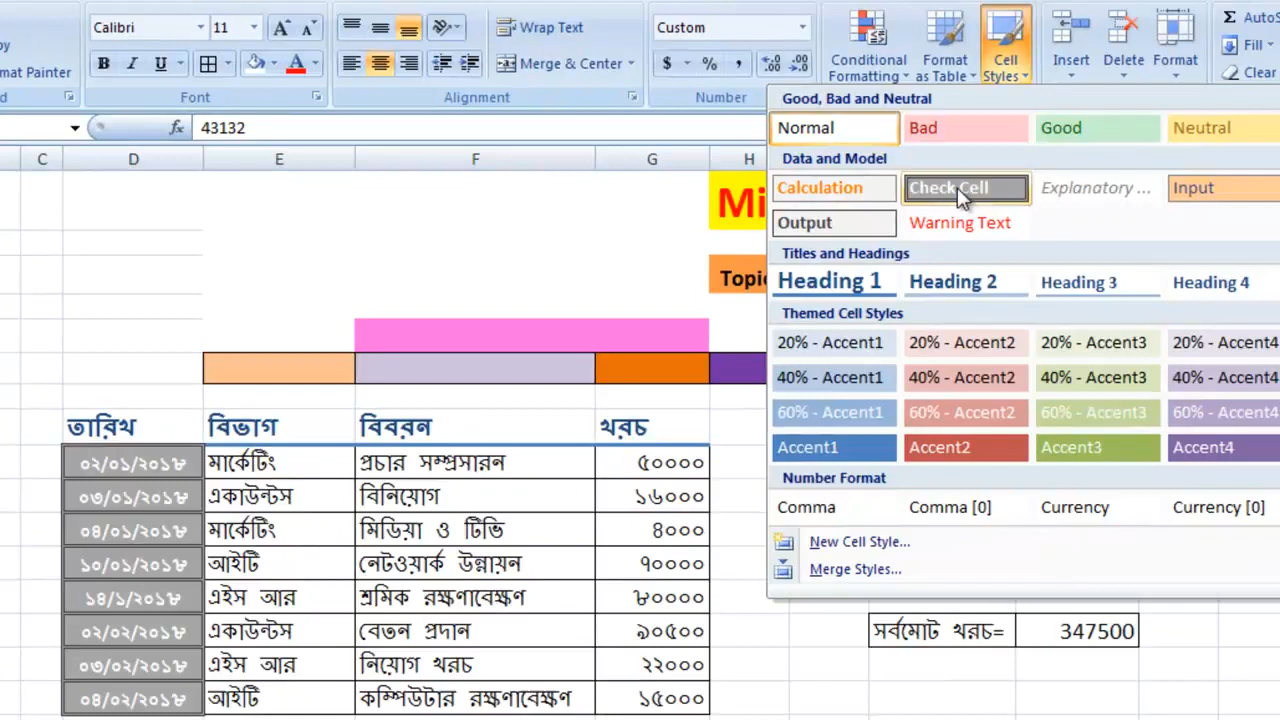 Calibri 11 A A Wrap Text Custom
py
mat Painter B I U A Merge & Center $ % , .0 .00 .00 .0
Conditional Formatting Format as Table Cell Styles Insert Delete Format Σ AutoS Fill Clear
d Font Alignment Number
fx 43132
C D E F G H
Good, Bad and Neutral
Normal Bad Good Neutral
Data and Model
Calculation Check Cell Explanatory ... Input
Output Warning Text
Titles and Headings
Heading 1 Heading 2 Heading 3 Heading 4
Themed Cell Styles
20% - Accent1 20% - Accent2 20% - Accent3 20% - Accent4
40% - Accent1 40% - Accent2 40% - Accent3 40% - Accent4
60% - Accent1 60% - Accent2 60% - Accent3 60% - Accent4
Accent1 Accent2 Accent3 Accent4
Number Format
Comma Comma [0] Currency Currency [0]
New Cell Style...
Merge Styles...
Mi
Topic
তারিখ বিভাগ বিবরন খরচ
০২/০১/২০১৮ মার্কেটিং প্রচার সম্প্রসারন ৫০০০০
০৩/০১/২০১৮ একাউন্টস বিনিয়োগ ১৬০০০
০৪/০১/২০১৮ মার্কেটিং মিডিয়া ও টিভি ৪০০০
১০/০১/২০১৮ আইটি নেটওয়ার্ক উন্নায়ন ৭০০০০
১৪/১/২০১৮ এইস আর শ্রমিক রক্ষণাবেক্ষণ ৮০০০০
০২/০২/২০১৮ একাউন্টস বেতন প্রদান ৯০৫০০
০৩/০২/২০১৮ এইস আর নিয়োগ খরচ ২২০০০
০৪/০২/২০১৮ আইটি কম্পিউটার রক্ষণাবেক্ষণ ১৫০০০
সর্বমোট খরচ= 347500